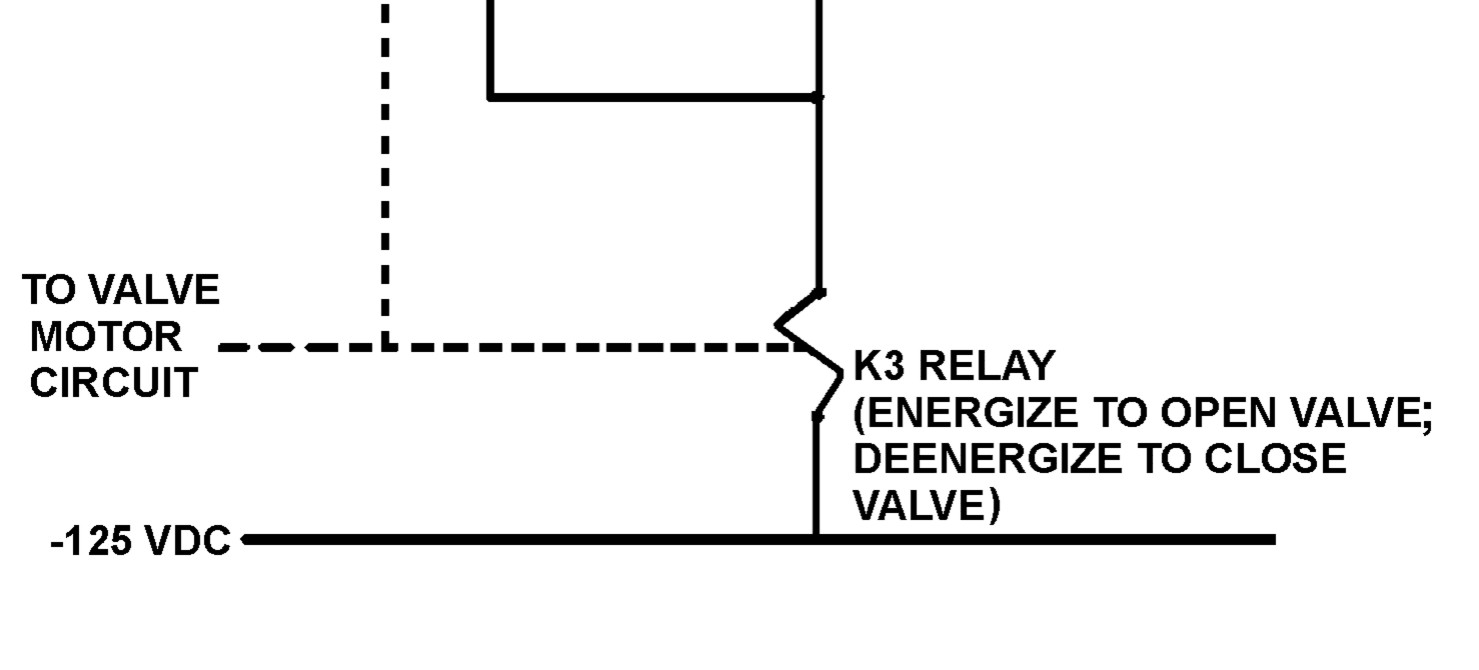 TO VALVE
MOTOR
CIRCUIT
K3 RELAY
(ENERGIZE TO OPEN VALVE;
DEENERGIZE TO CLOSE
VALVE)
-125 VDC